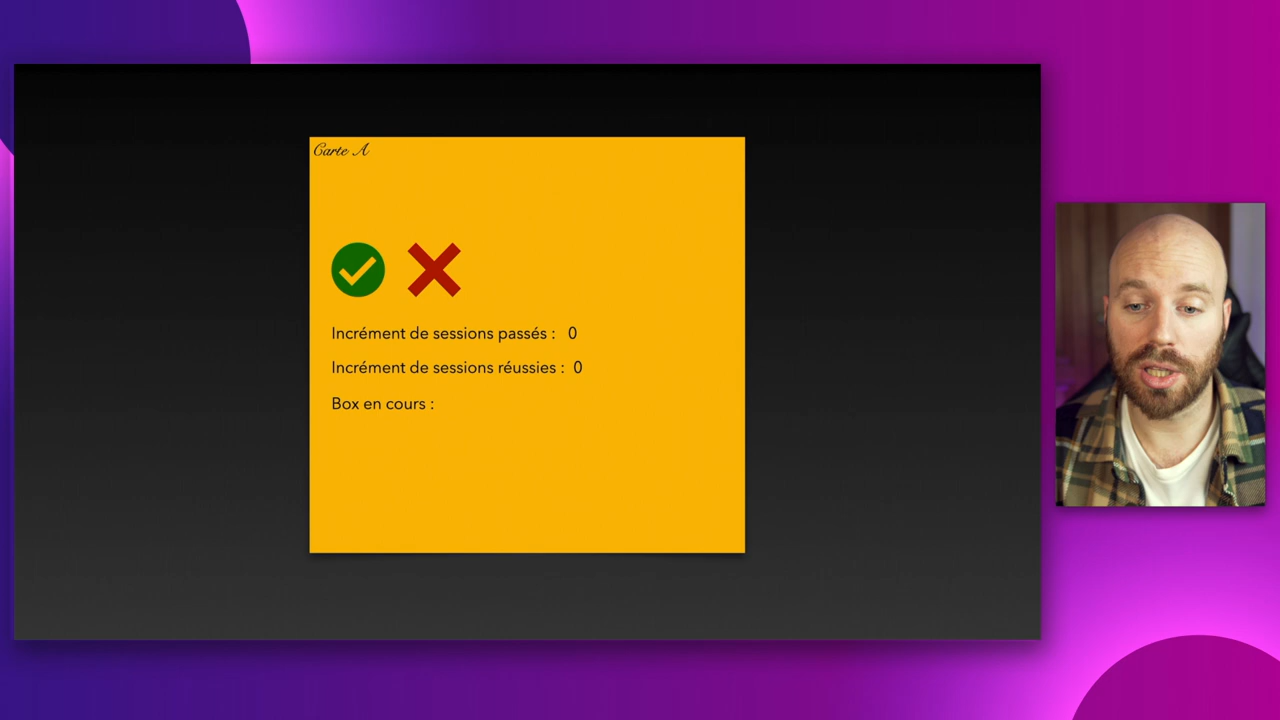 Carte A
Incrément de sessions passés : 0
Incrément de sessions réussies : 0
Box en cours :